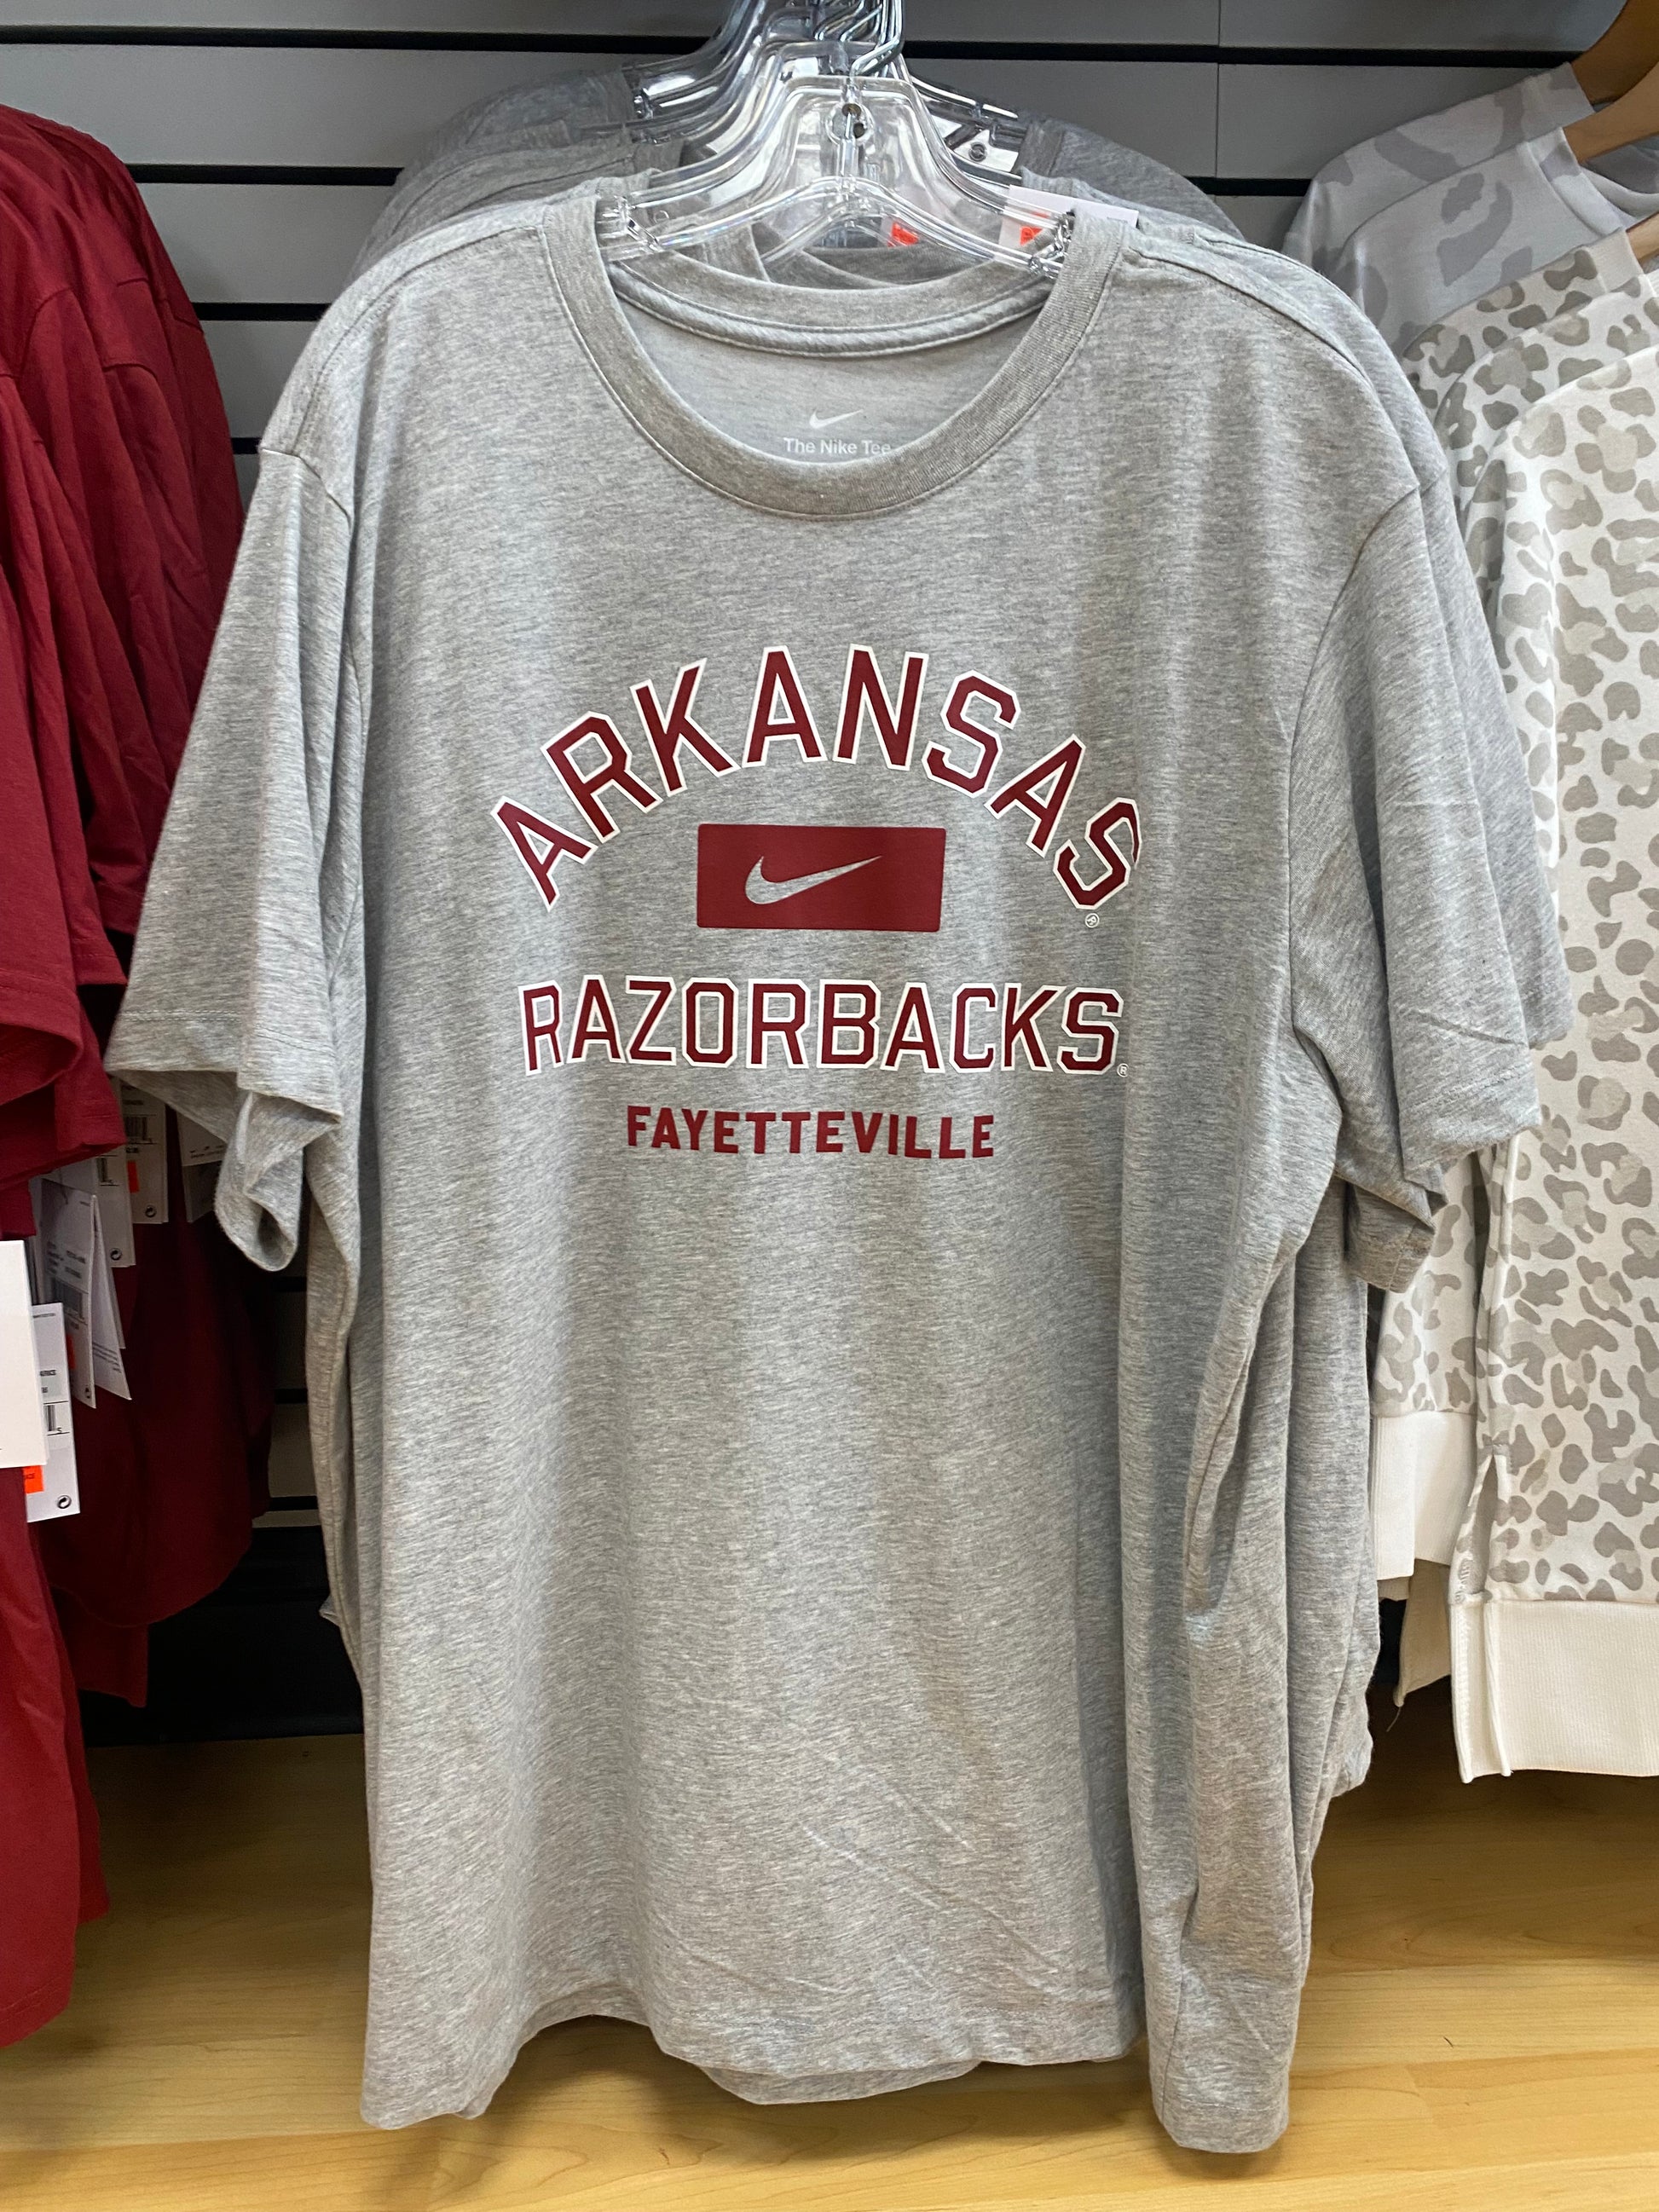 The Nike Tee
ARKANSAS®
RAZORBACKS®
FAYETTEVILLE